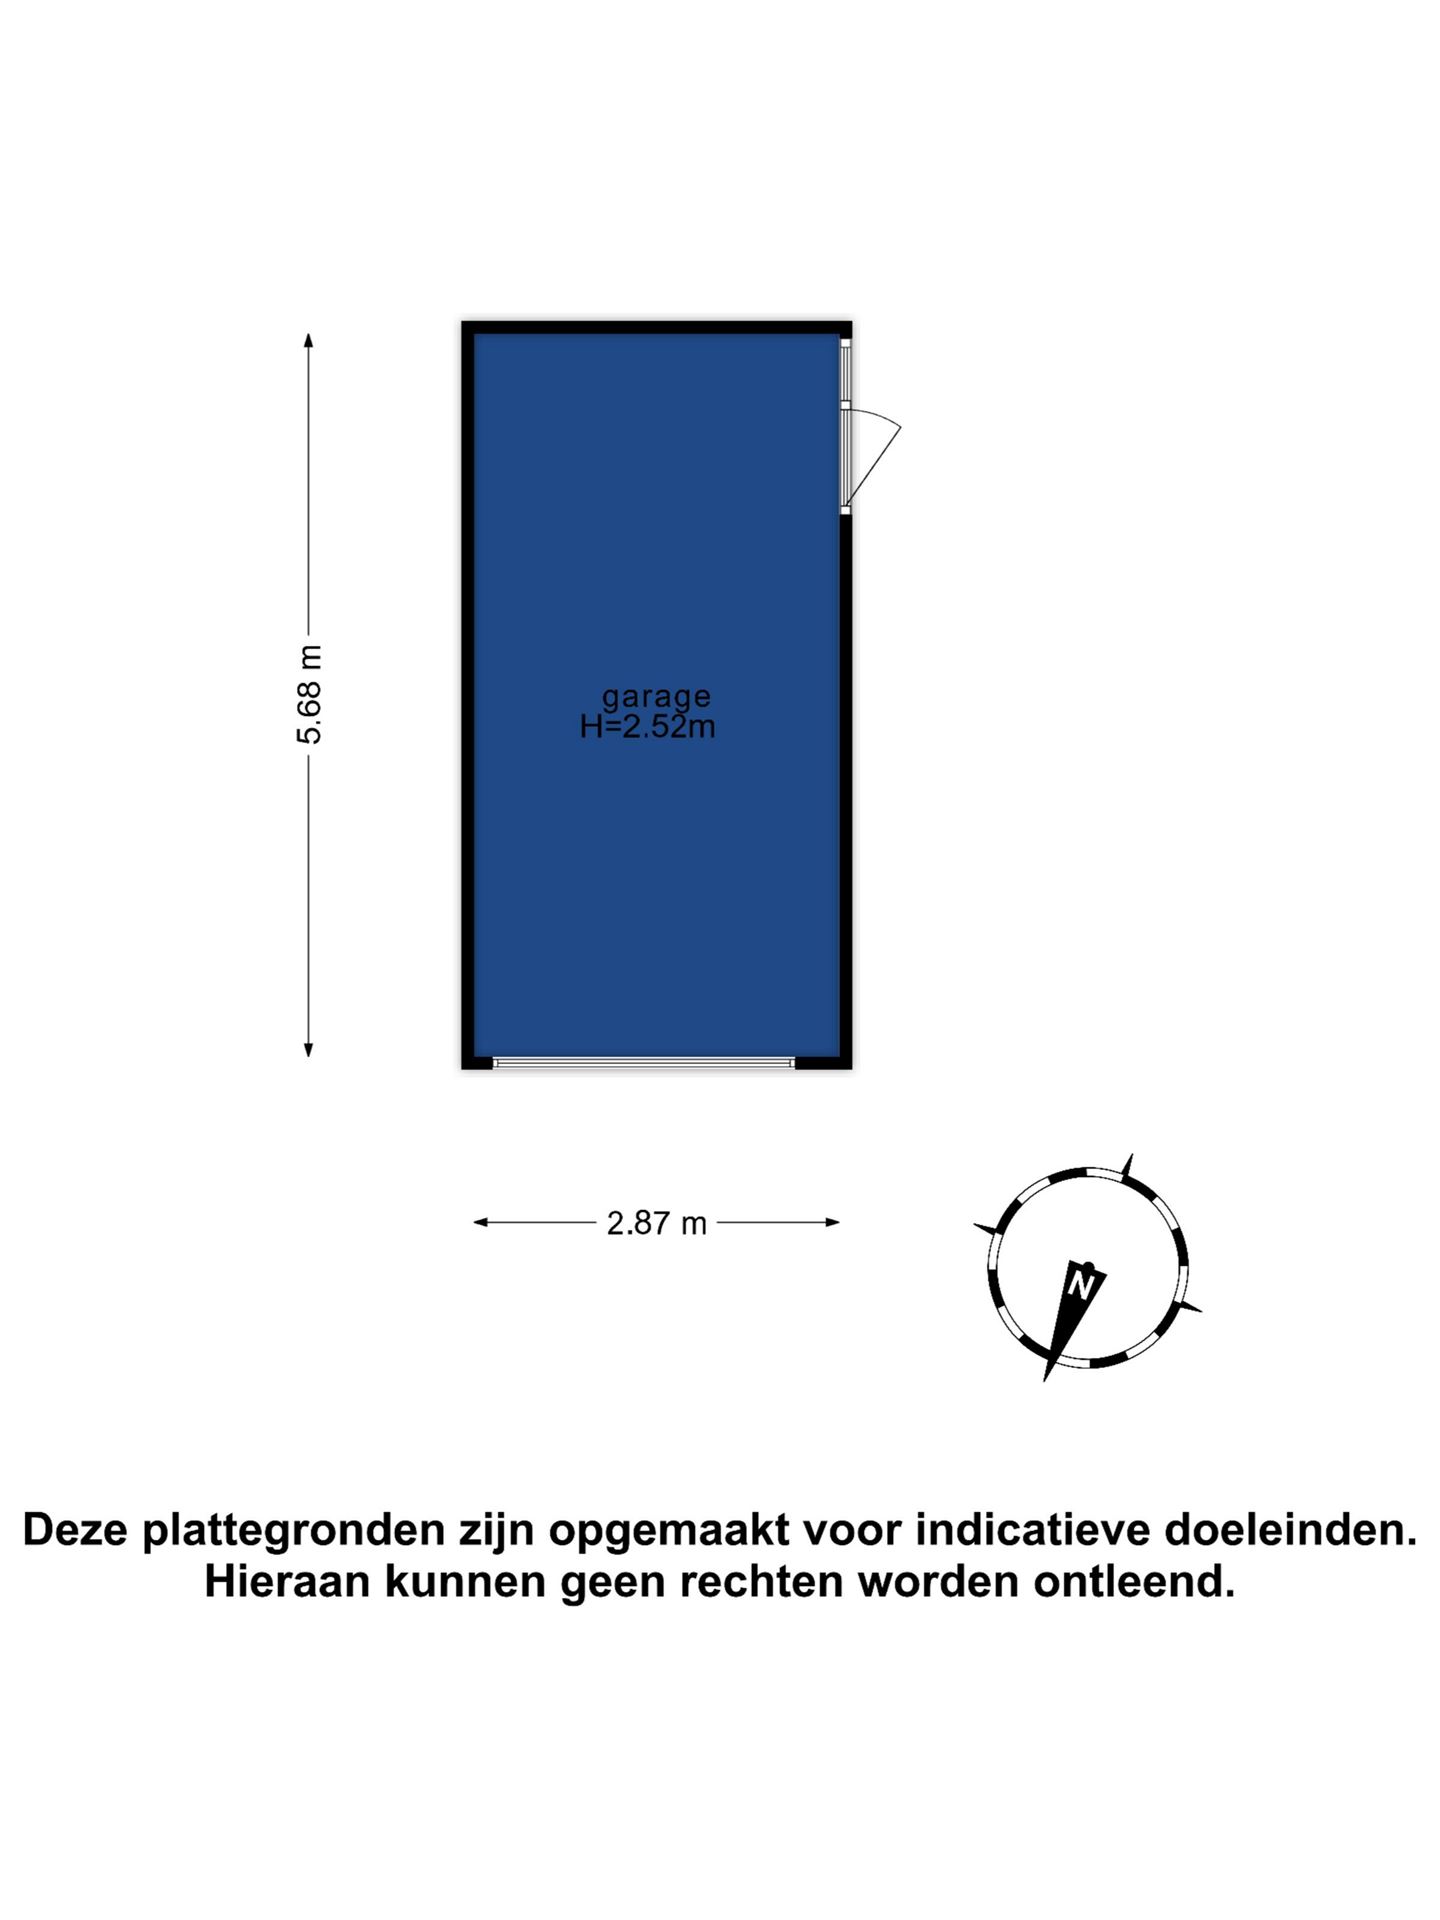 5.68 m
garage
H=2.52m
2.87 m
N
Deze plattegronden zijn opgemaakt voor indicatieve doeleinden.
Hieraan kunnen geen rechten worden ontleend.